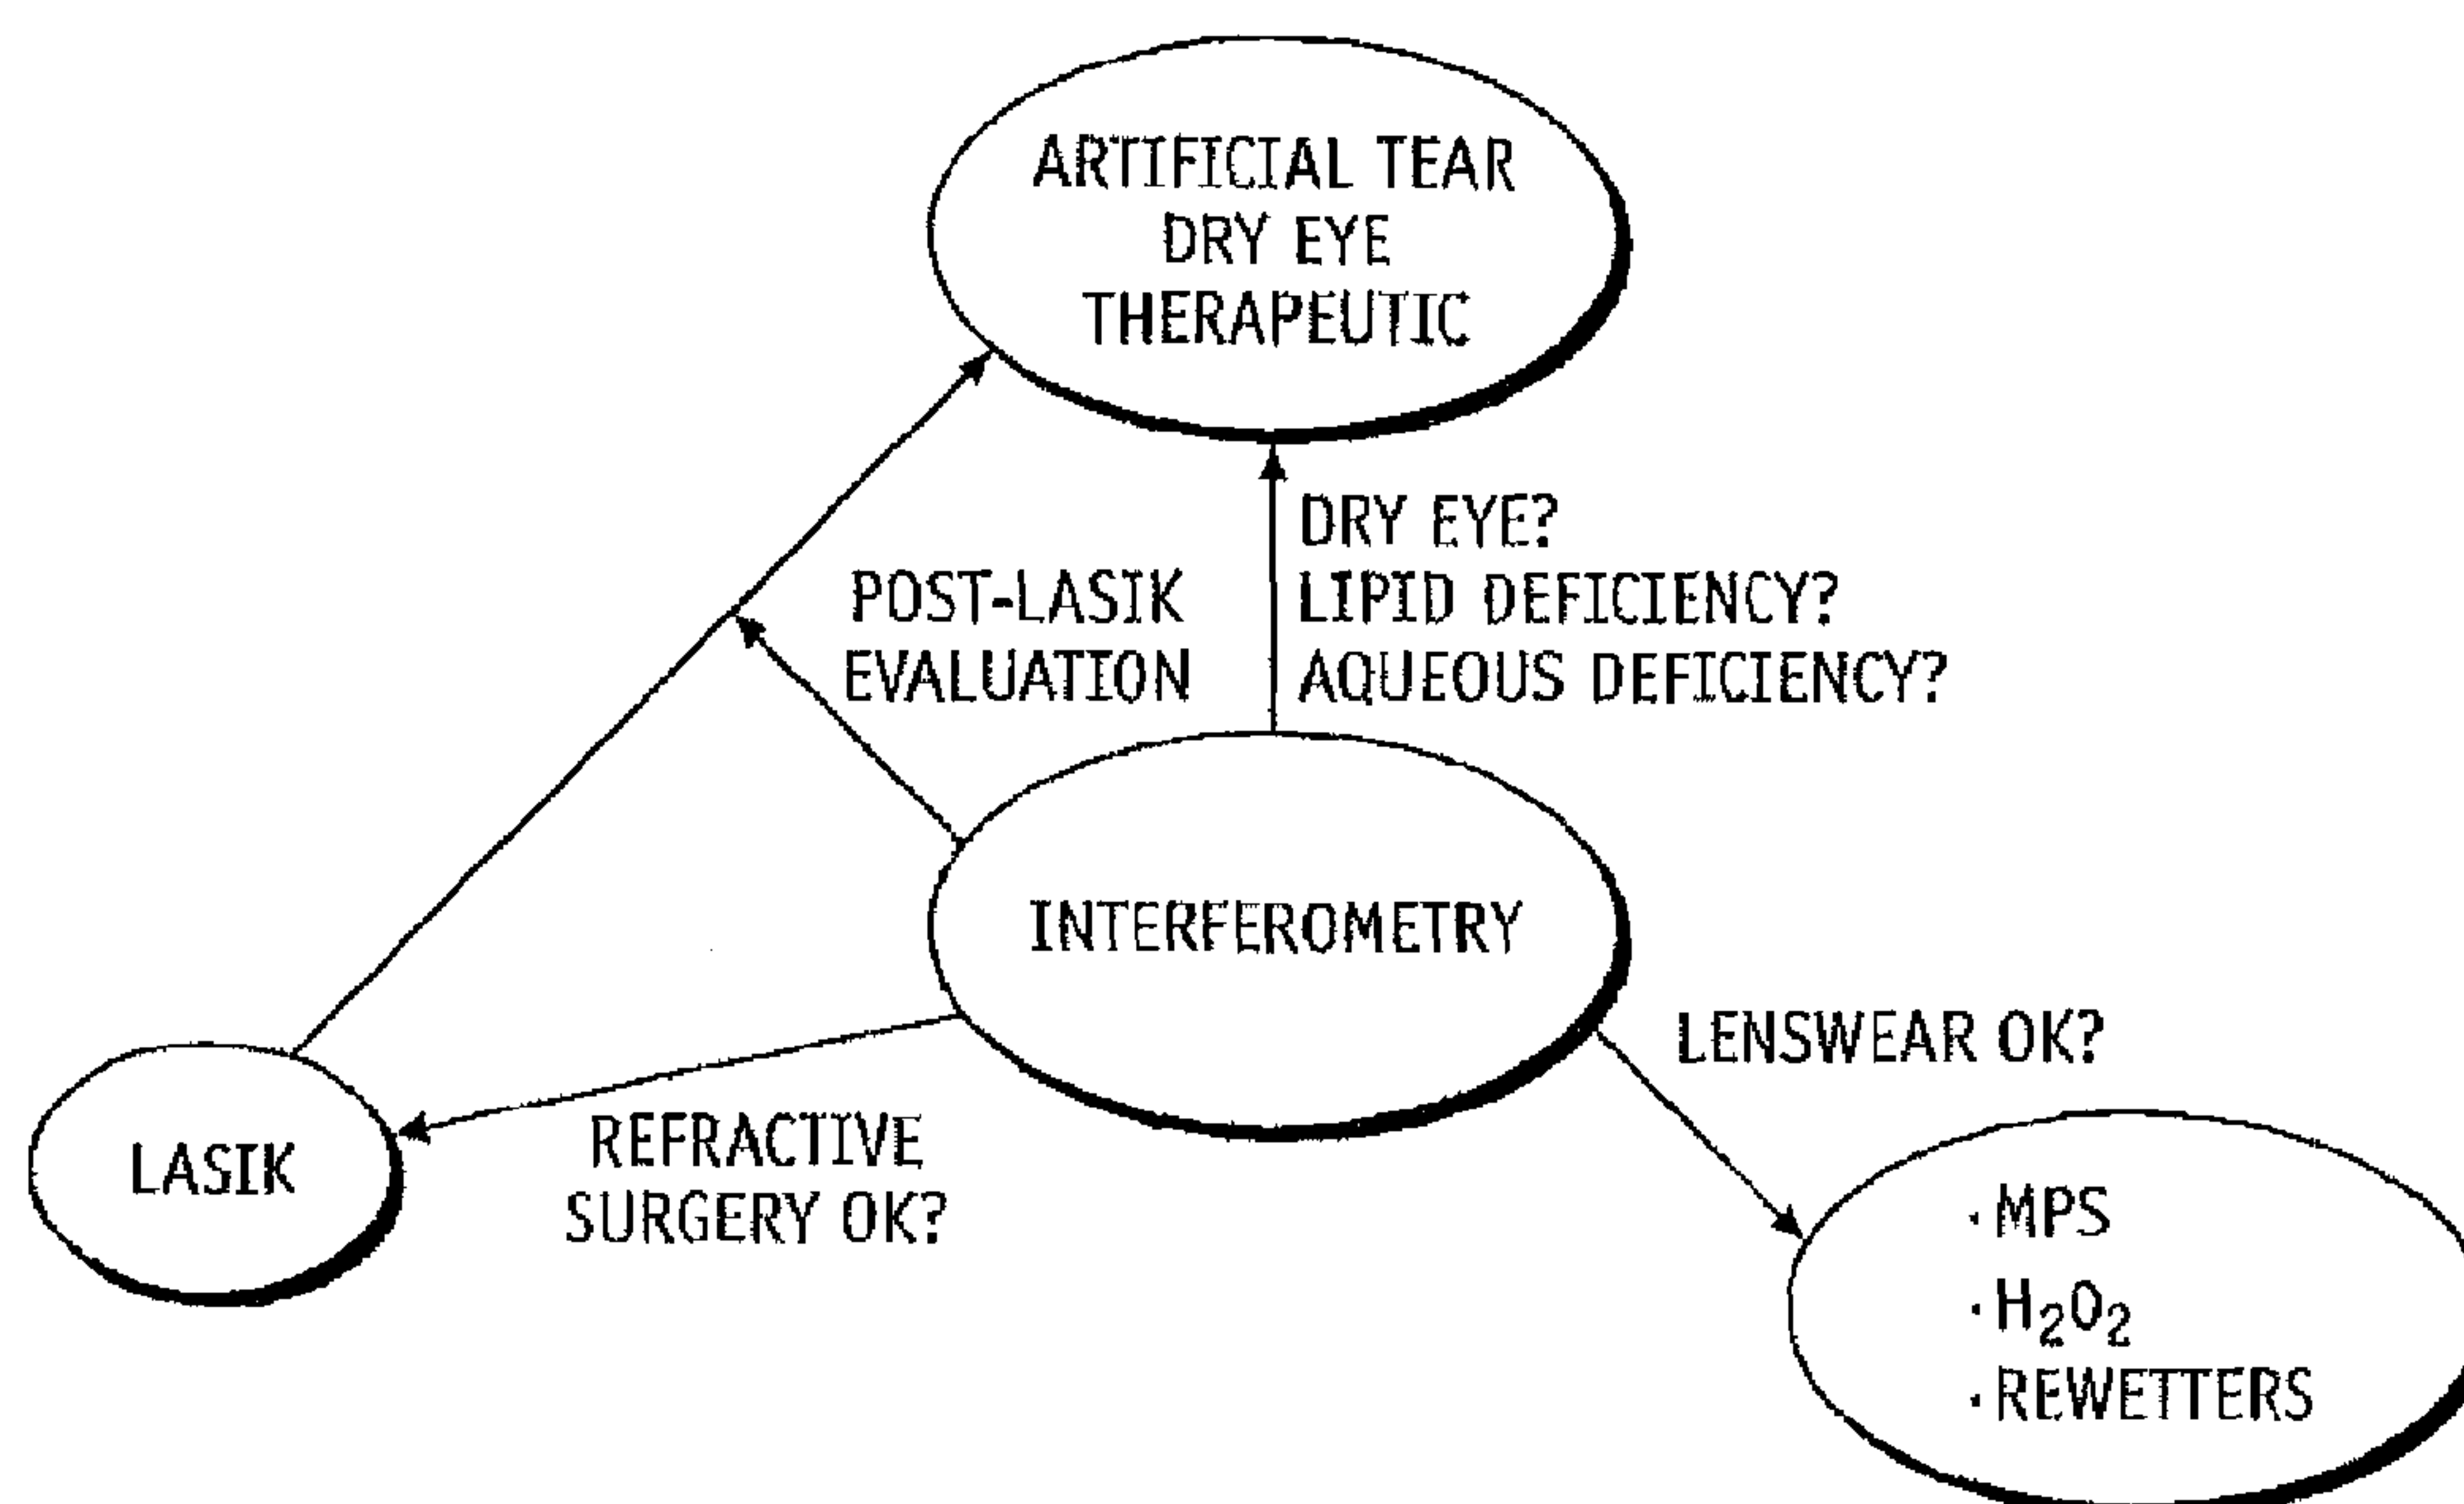 ARTIFICIAL TEAR
DRY EYE
THERAPEUTIC
DRY EYE?
LIPID DEFICIENCY?
AQUEOUS DEFICIENCY?
POST-LASIK
EVALUATION
INTERFEROMETRY
LENSWEAR OK?
REFRACTIVE
SURGERY OK?
LASIK
· MPS
· H₂O₂
· REWETTERS